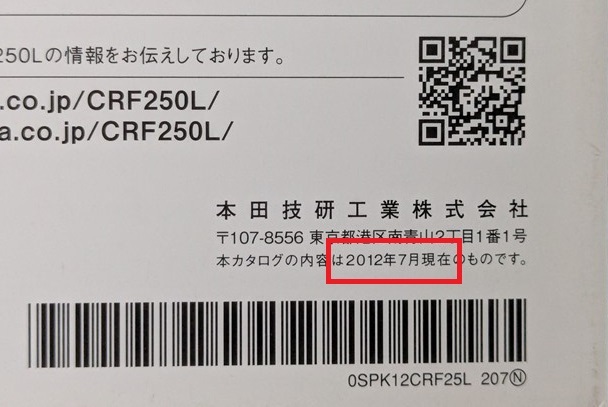 250Lの情報をお伝えしております。
.co.jp/CRF250L/
a.co.jp/CRF250L/
本田技研工業株式会社
〒107-8556 東京都港区南青山2丁目1番1号
本カタログの内容は2012年7月現在のものです。
0SPK12CRF25L 207Ⓝ